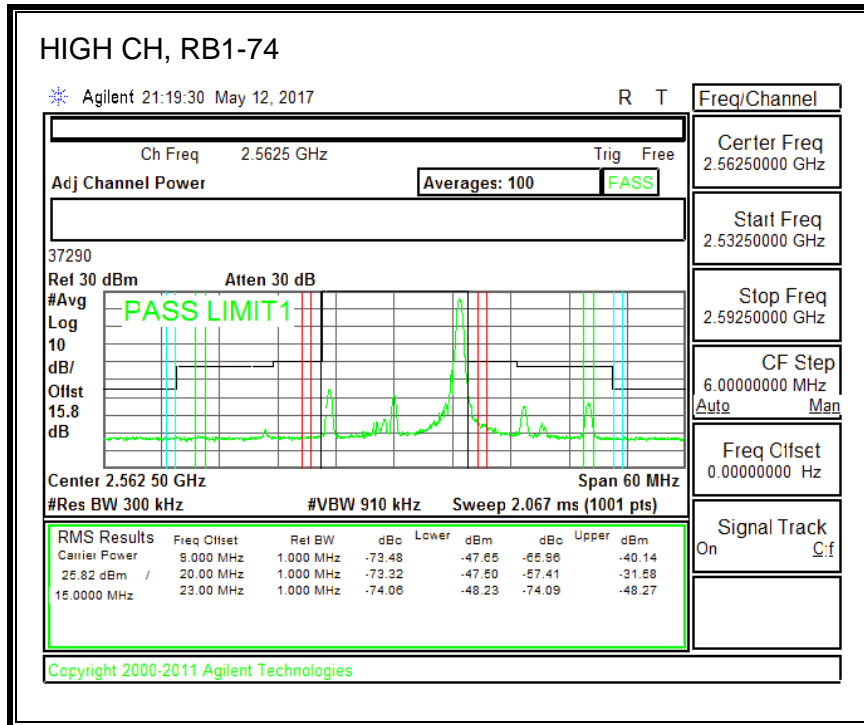 HIGH CH, RB1-74
Agilent 21:19:30 May 12, 2017 R T
Freq/Channel
Ch Freq 2.5625 GHz Trig Free
Adj Channel Power Averages: 100 PASS
Center Freq
2.56250000 GHz
Start Freq
2.53250000 GHz
37290
Ref 30 dBm Atten 30 dB
#Avg
Log
10
dB/
Offst
15.8
dB
PASS LIMIT1
Stop Freq
2.59250000 GHz
CF Step
6.00000000 MHz
Auto Man
Freq Offset
0.00000000 Hz
Center 2.562 50 GHz Span 60 MHz
#Res BW 300 kHz #VBW 910 kHz Sweep 2.067 ms (1001 pts)
Signal Track
On Off
RMS Results Freq Offset Ref BW dBc Lower dBm dBc Upper dBm
Carrier Power 9.000 MHz 1.000 MHz -73.48 -47.65 -65.96 -40.14
25.82 dBm / 20.00 MHz 1.000 MHz -73.32 -47.50 -57.41 -31.58
15.0000 MHz 23.00 MHz 1.000 MHz -74.06 -48.23 -74.09 -48.27
Copyright 2000-2011 Agilent Technologies